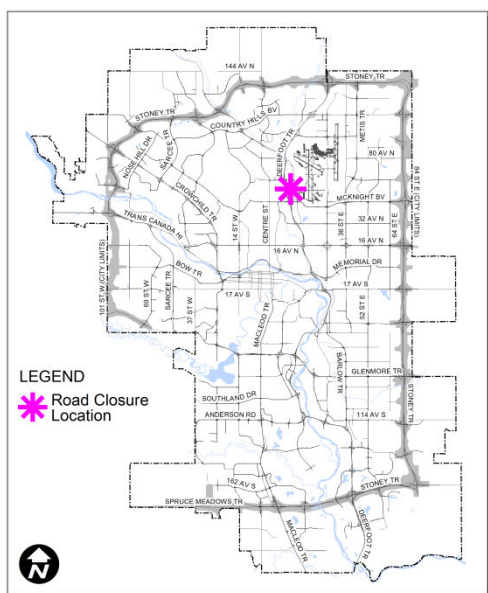 144 AV N
STONEY TR
STONEY TR
COUNTRY HILLS BV
DEERFOOT TR
METIS TR
NOSE HILL DR
SARCEE TR
80 AV N
CROWCHILD TR
MCKNIGHT BV
84 ST E (CITY LIMITS)
TRANS CANADA HI
14 ST W
CENTRE ST
36 ST E
32 AV N
64 ST E
16 AV N
16 AV N
101 ST W (CITY LIMITS)
BOW TR
MEMORIAL DR
69 ST W
SARCEE TR
37 ST W
17 AV S
17 AV S
MACLEOD TR
52 ST E
BARLOW TR
GLENMORE TR
LEGEND
Road Closure
Location
SOUTHLAND DR
ANDERSON RD
114 AV S
STONEY TR
162 AV S
STONEY TR
SPRUCE MEADOWS TR
MACLEOD TR
DEERFOOT TR
N